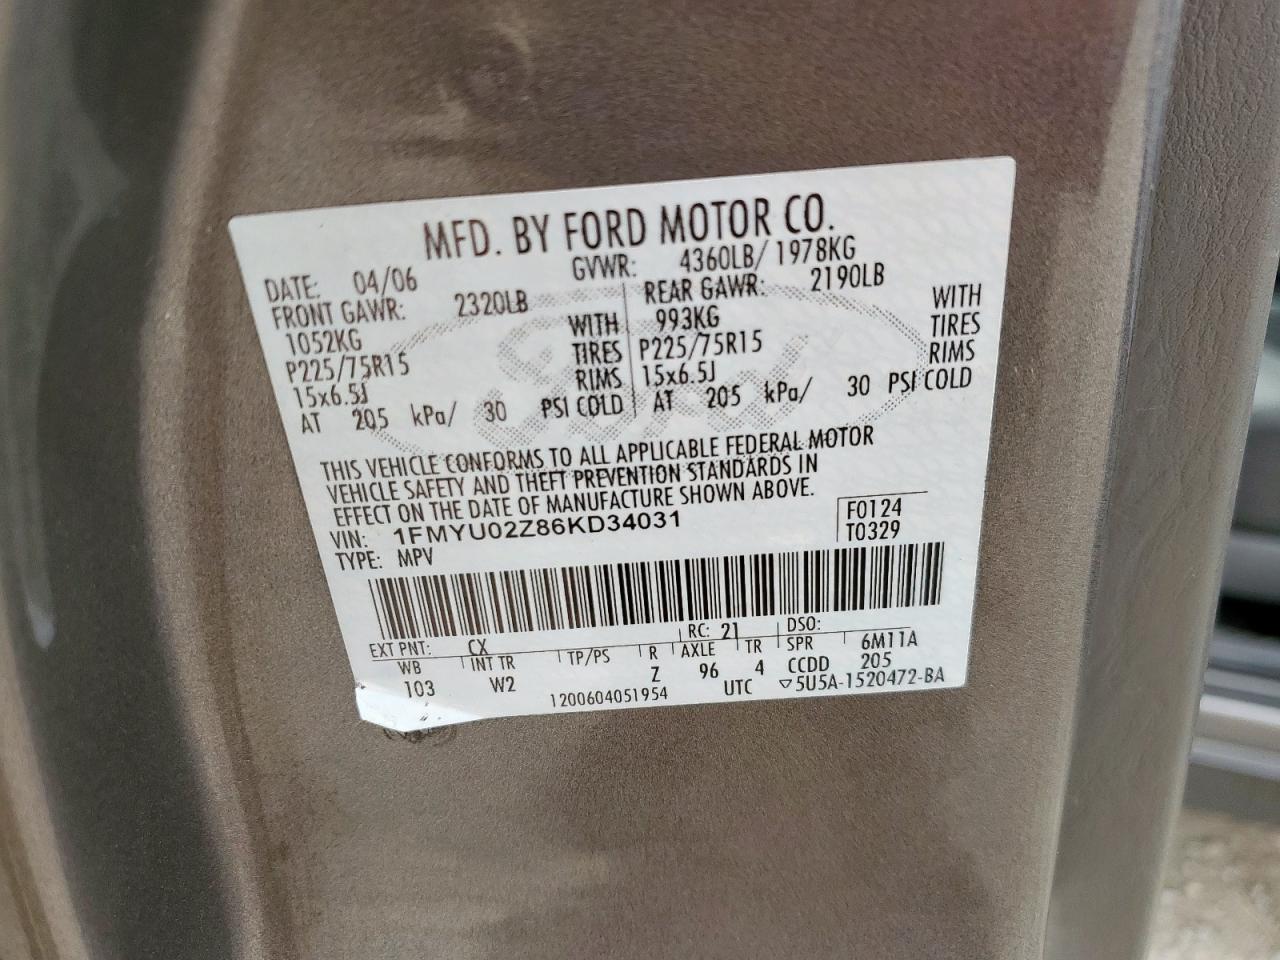 MFD. BY FORD MOTOR CO.
DATE: 04/06 GVWR: 4360LB/ 1978KG
FRONT GAWR: 2320LB REAR GAWR: 2190LB
1052KG WITH 993KG WITH
P225/75R15 TIRES P225/75R15 TIRES
15x6.5J RIMS 15x6.5J RIMS
AT 205 kPa/ 30 PSI COLD AT 205 kPa/ 30 PSI COLD
THIS VEHICLE CONFORMS TO ALL APPLICABLE FEDERAL MOTOR
VEHICLE SAFETY AND THEFT PREVENTION STANDARDS IN
EFFECT ON THE DATE OF MANUFACTURE SHOWN ABOVE.
VIN: 1FMYU02Z86KD34031 F0124
TYPE: MPV T0329
EXT PNT: CX RC: 21 DSO:
WB INT TR TP/PS R AXLE TR SPR 6M11A
103 W2 Z 96 4 CCDD 205
1200604051954 UTC ▽5U5A-1520472-BA